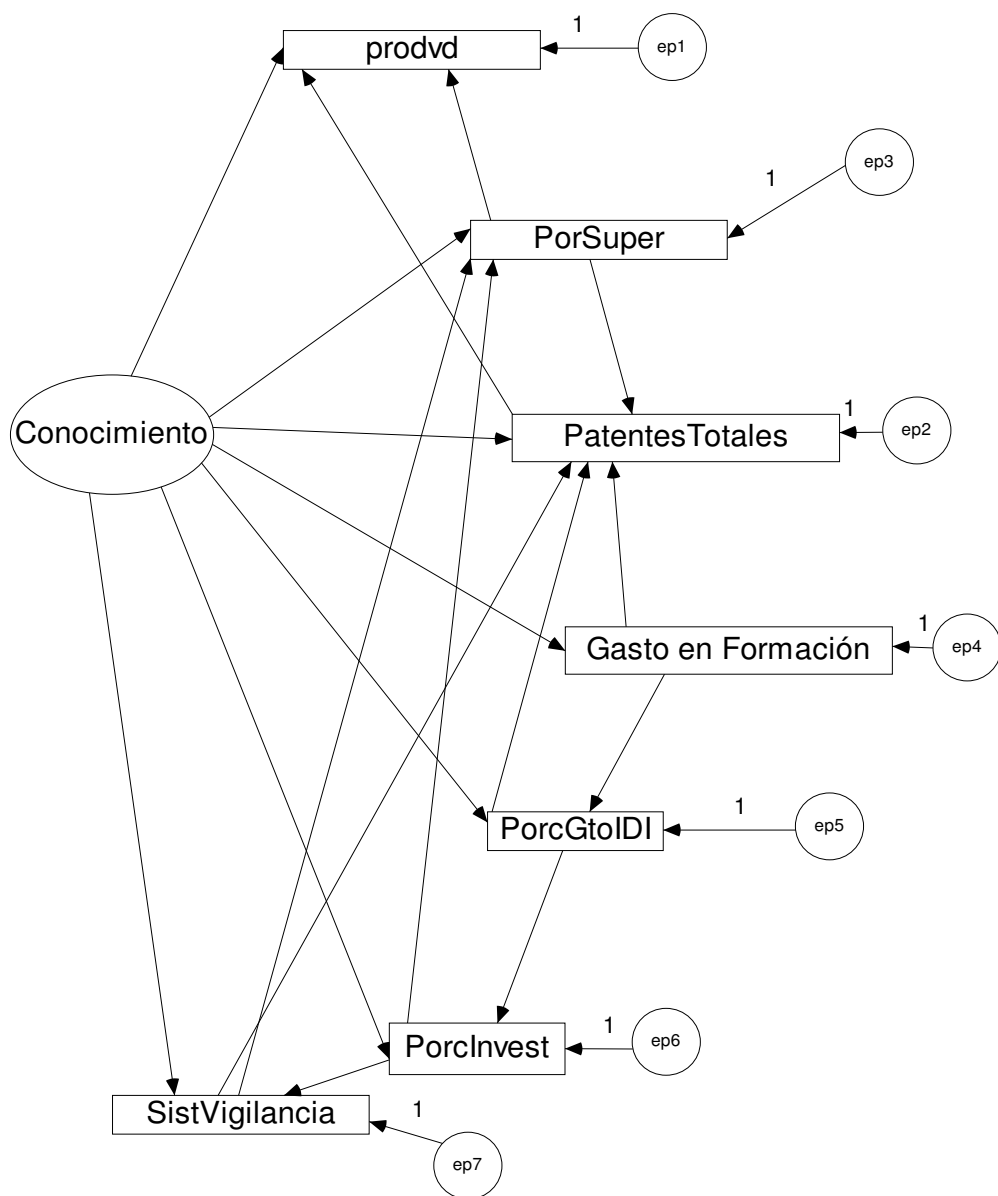 1
prodvd
ep1
1
ep3
PorSuper
1
Conocimiento
PatentesTotales
ep2
1
Gasto en Formación
ep4
1
PorcGtoIDI
ep5
1
PorcInvest
ep6
SistVigilancia
1
ep7